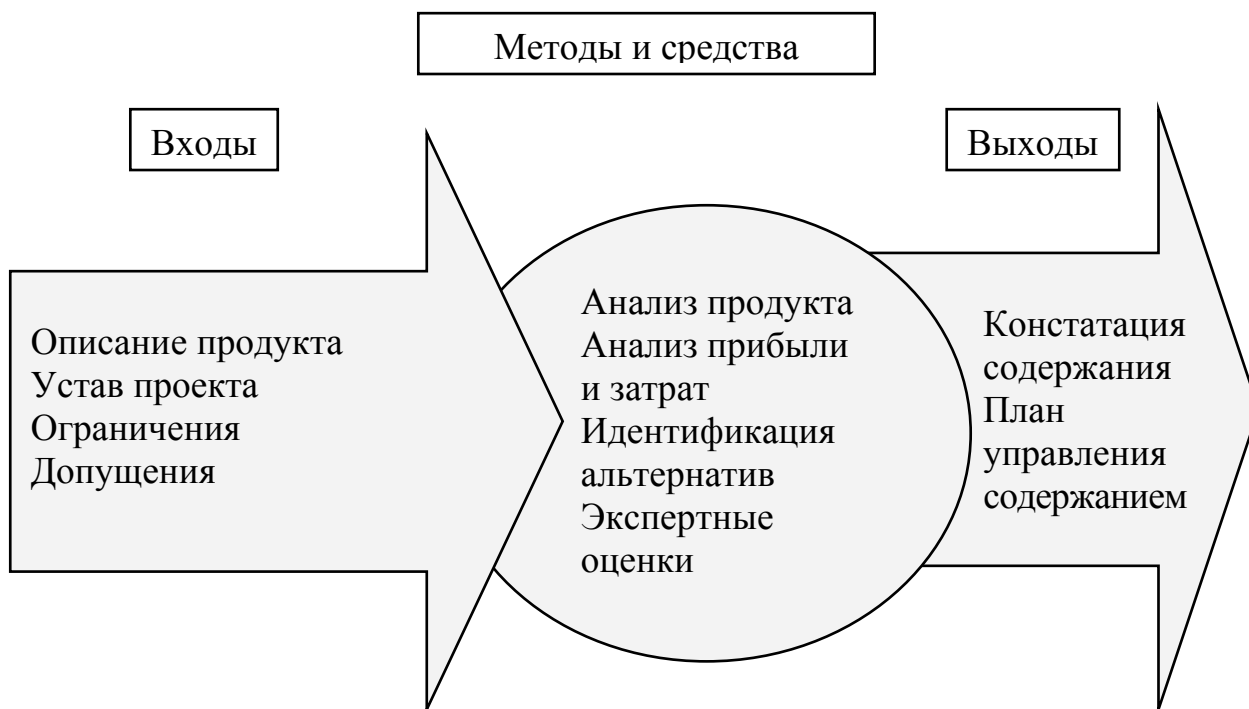 Методы и средства
Входы
Выходы
Описание продукта
Устав проекта
Ограничения
Допущения
Анализ продукта
Анализ прибыли
и затрат
Идентификация
альтернатив
Экспертные
оценки
Констатация
содержания
План
управления
содержанием